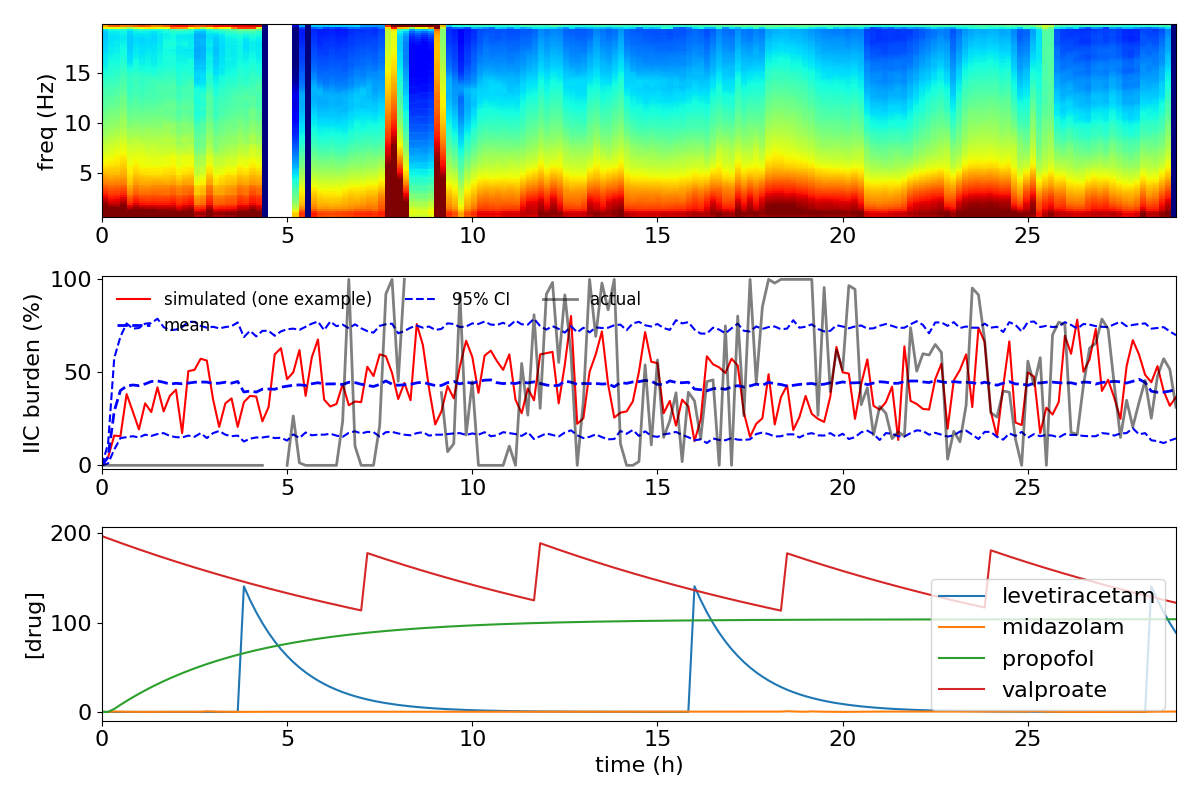 freq (Hz)
15
10
5
0 5 10 15 20 25
IIC burden (%)
100
50
0
simulated (one example) 95% CI actual
mean
0 5 10 15 20 25
[drug]
200
100
0
levetiracetam
midazolam
propofol
valproate
0 5 10 15 20 25
time (h)